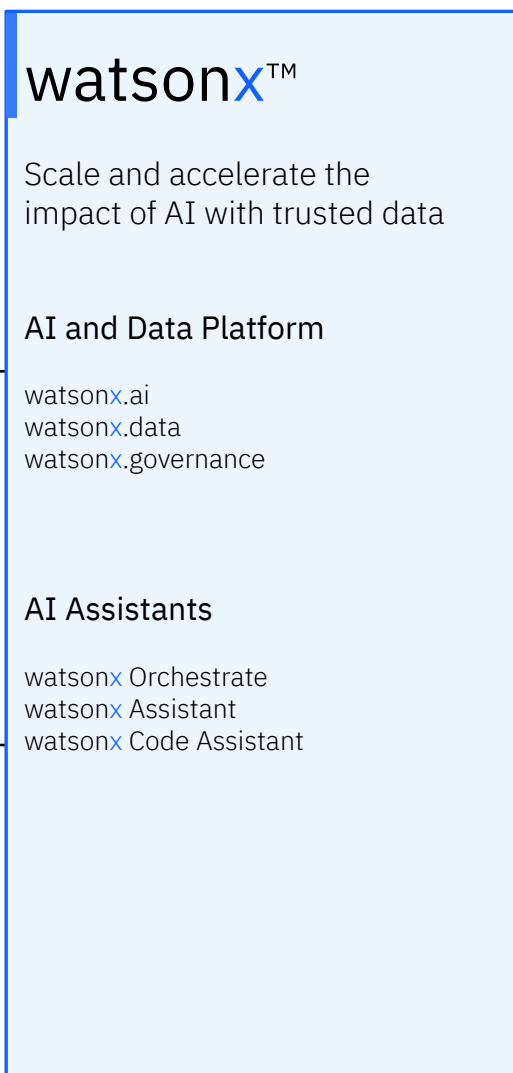 watsonx™
Scale and accelerate the
impact of AI with trusted data
AI and Data Platform
watsonx.ai
watsonx.data
watsonx.governance
AI Assistants
watsonx Orchestrate
watsonx Assistant
watsonx Code Assistant